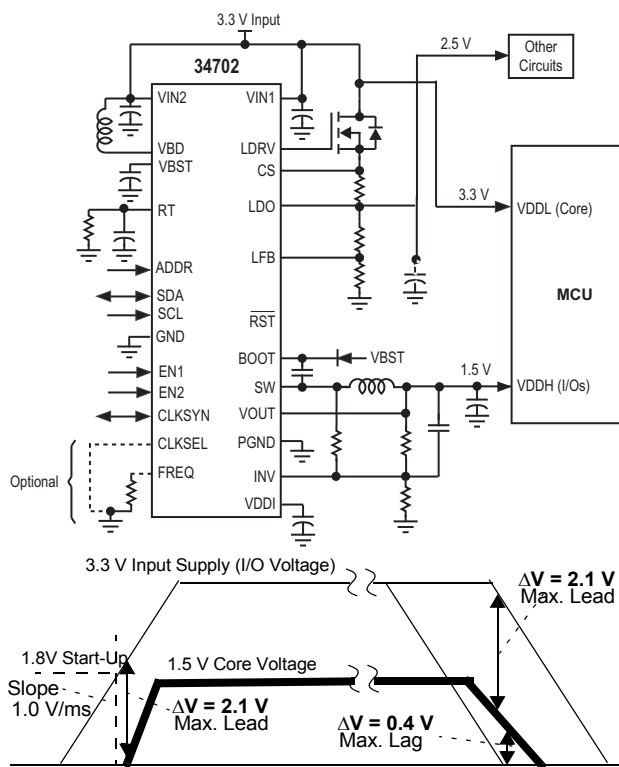 3.3 V Input
34702
VIN2
VIN1
VBD
LDRV
VBST
CS
RT
LDO
ADDR
LFB
SDA
SCL
RST
GND
BOOT
VBST
EN1
SW
EN2
VOUT
CLKSYN
CLKSEL
PGND
Optional
FREQ
INV
VDDI
2.5 V
Other
Circuits
3.3 V
VDDL (Core)
MCU
1.5 V
VDDH (I/Os)
3.3 V Input Supply (I/O Voltage)
ΔV = 2.1 V
Max. Lead
1.8V Start-Up
1.5 V Core Voltage
Slope
1.0 V/ms
ΔV = 2.1 V
Max. Lead
ΔV = 0.4 V
Max. Lag